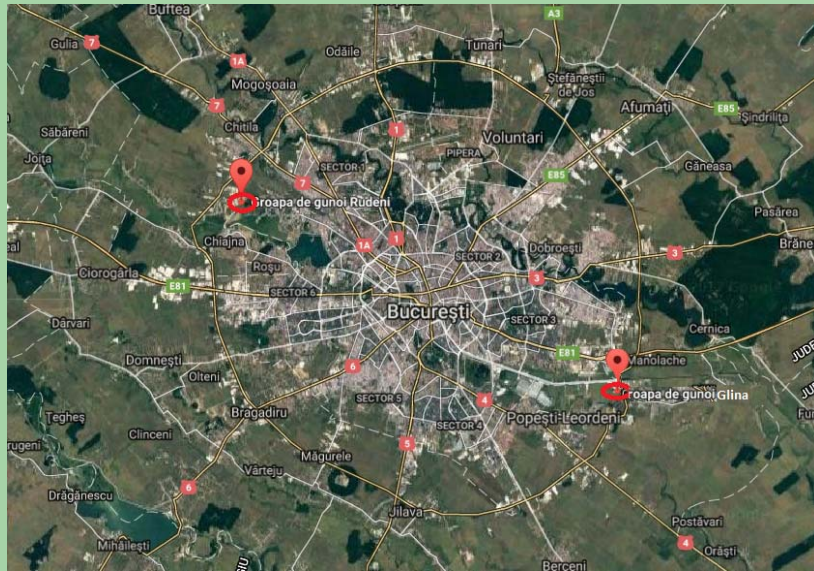 Buftea
7
Gulia
1A
Odăile
Tunari
A3
Mogoșoaia
Ștefăneștii
de Jos
Afumați
E85
Șindrilița
7
Chitila
1
Voluntari
Săbăreni
Joița
SECTOR 1
PIPERA
Găneasa
7
E85
Groapa de gunoi Rudeni
Pasărea
Chiajna
1A
1
SECTOR 2
Dobroești
3
Roșu
Ciorogârla
3
E81
SECTOR 6
București
SECTOR 3
Cernica
Dârvari
E81
Manolache
Domnești
6
Olteni
SECTOR 5
4
Groapa de gunoi Glina
Tegheș
Bragadiru
SECTOR 4
Popești-Leordeni
Clinceni
5
Măgurele
Vârteju
6
Drăgănescu
Jilava
Postăvari
Mihăilești
4
Orăști
Berceni